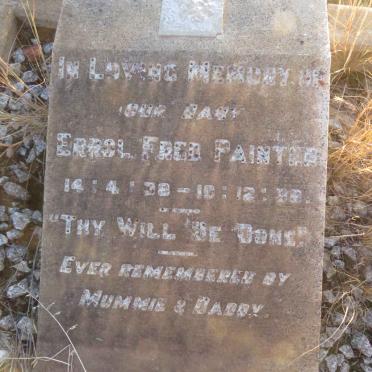 IN LOVING MEMORY OF
OUR BABY
ERROL FRED PAINTER
14:4:38 - 10:12:38.
"THY WILL BE DONE"
EVER REMEMBERED BY
MUMMIE & DADDY.